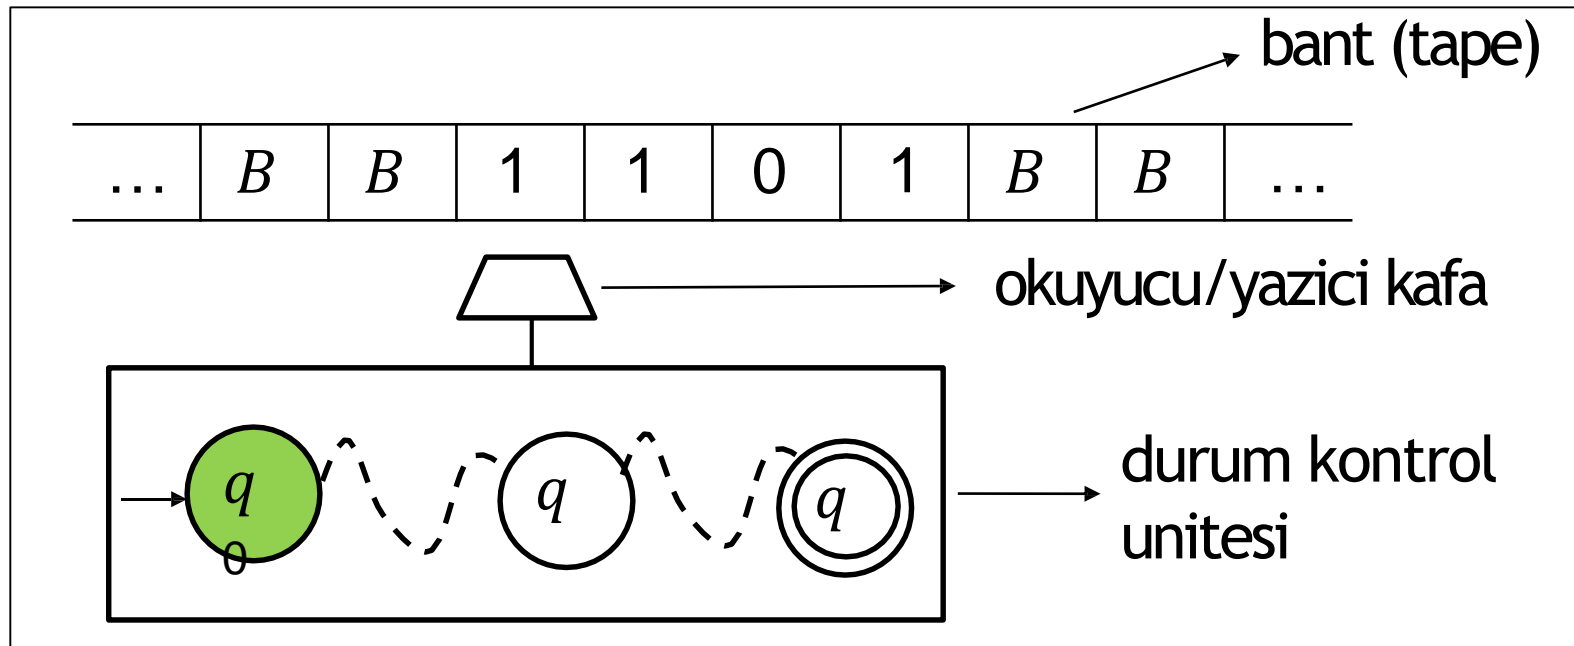 bant (tape)
… B B 1 1 0 1 B B …
okuyucu/yazici kafa
durum kontrol
unitesi
q q q
0